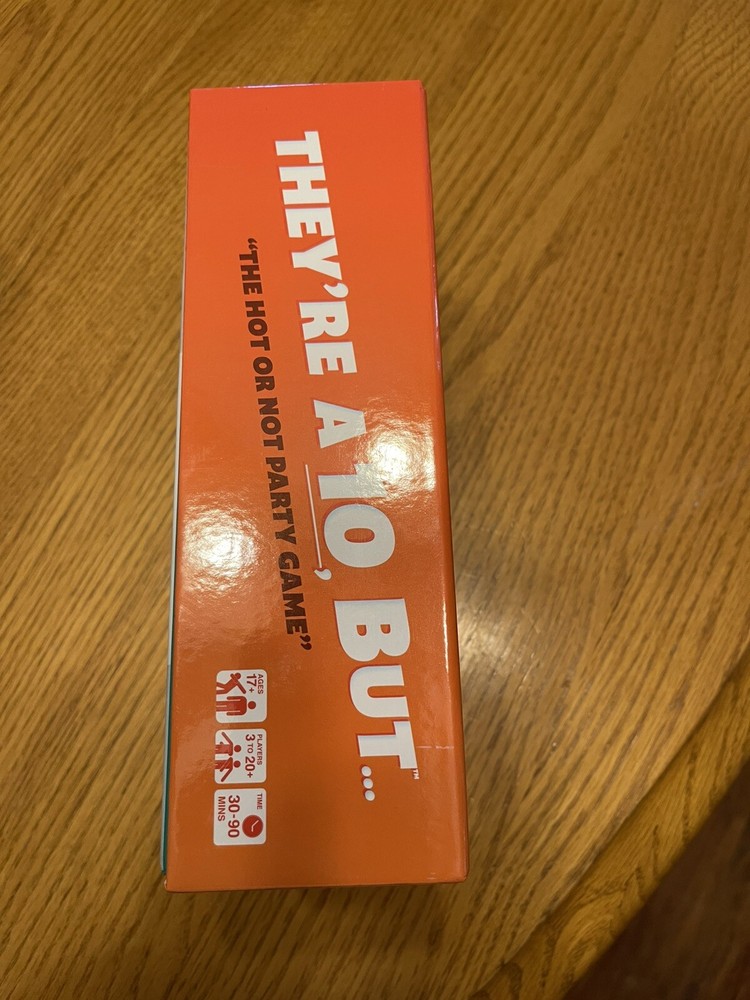 THEY'RE A 10, BUT...™
“THE HOT OR NOT PARTY GAME”
AGES
17+
PLAYERS
3 TO 20+
TIME
30-90
MINS